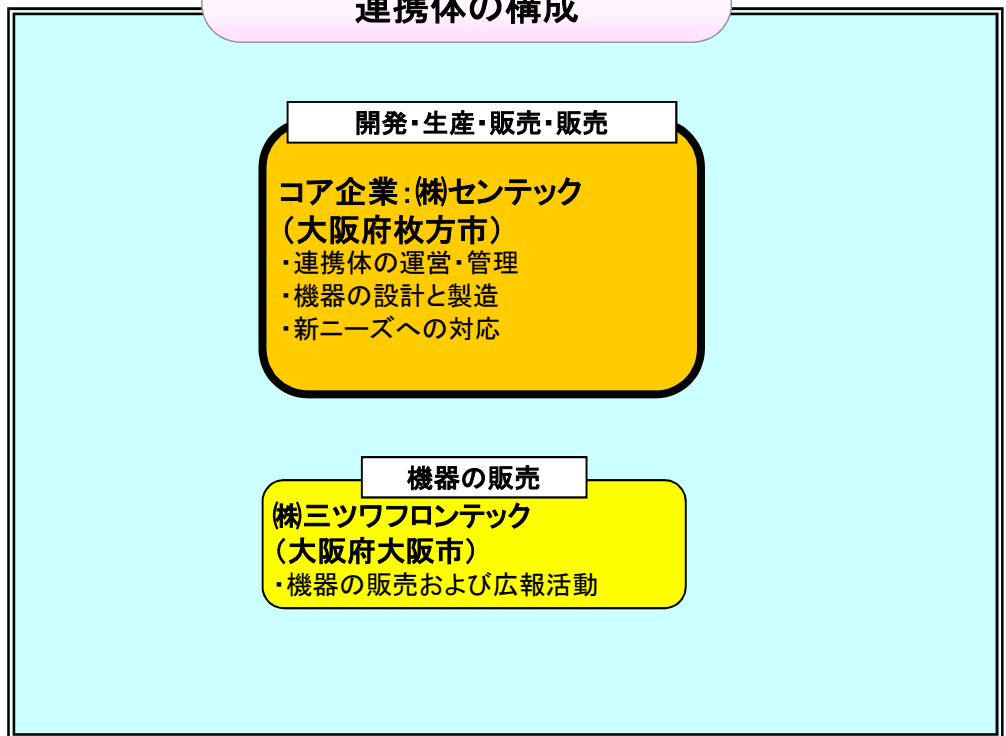 連携体の構成
開発・生産・販売・販売
コア企業：㈱センテック
（大阪府枚方市）
・連携体の運営・管理
・機器の設計と製造
・新ニーズへの対応
機器の販売
㈱三ツワフロンテック
（大阪府大阪市）
・機器の販売および広報活動